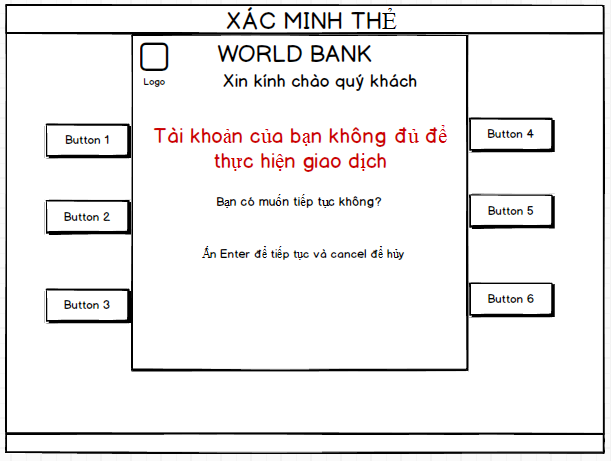 XÁC MINH THẺ
WORLD BANK
Logo
Xin kính chào quý khách
Button 1
Button 4
Tài khoản của bạn không đủ để
thực hiện giao dịch
Button 2
Bạn có muốn tiếp tục không?
Button 5
Ấn Enter để tiếp tục và cancel để hủy
Button 3
Button 6